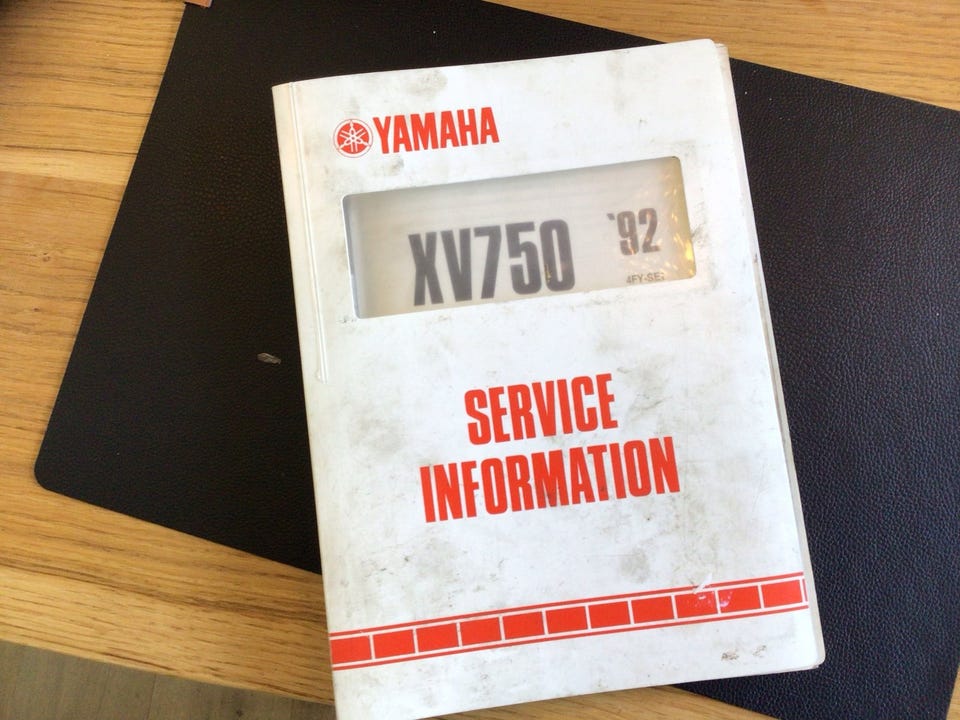 YAMAHA
XV750 '92
SERVICE
INFORMATION